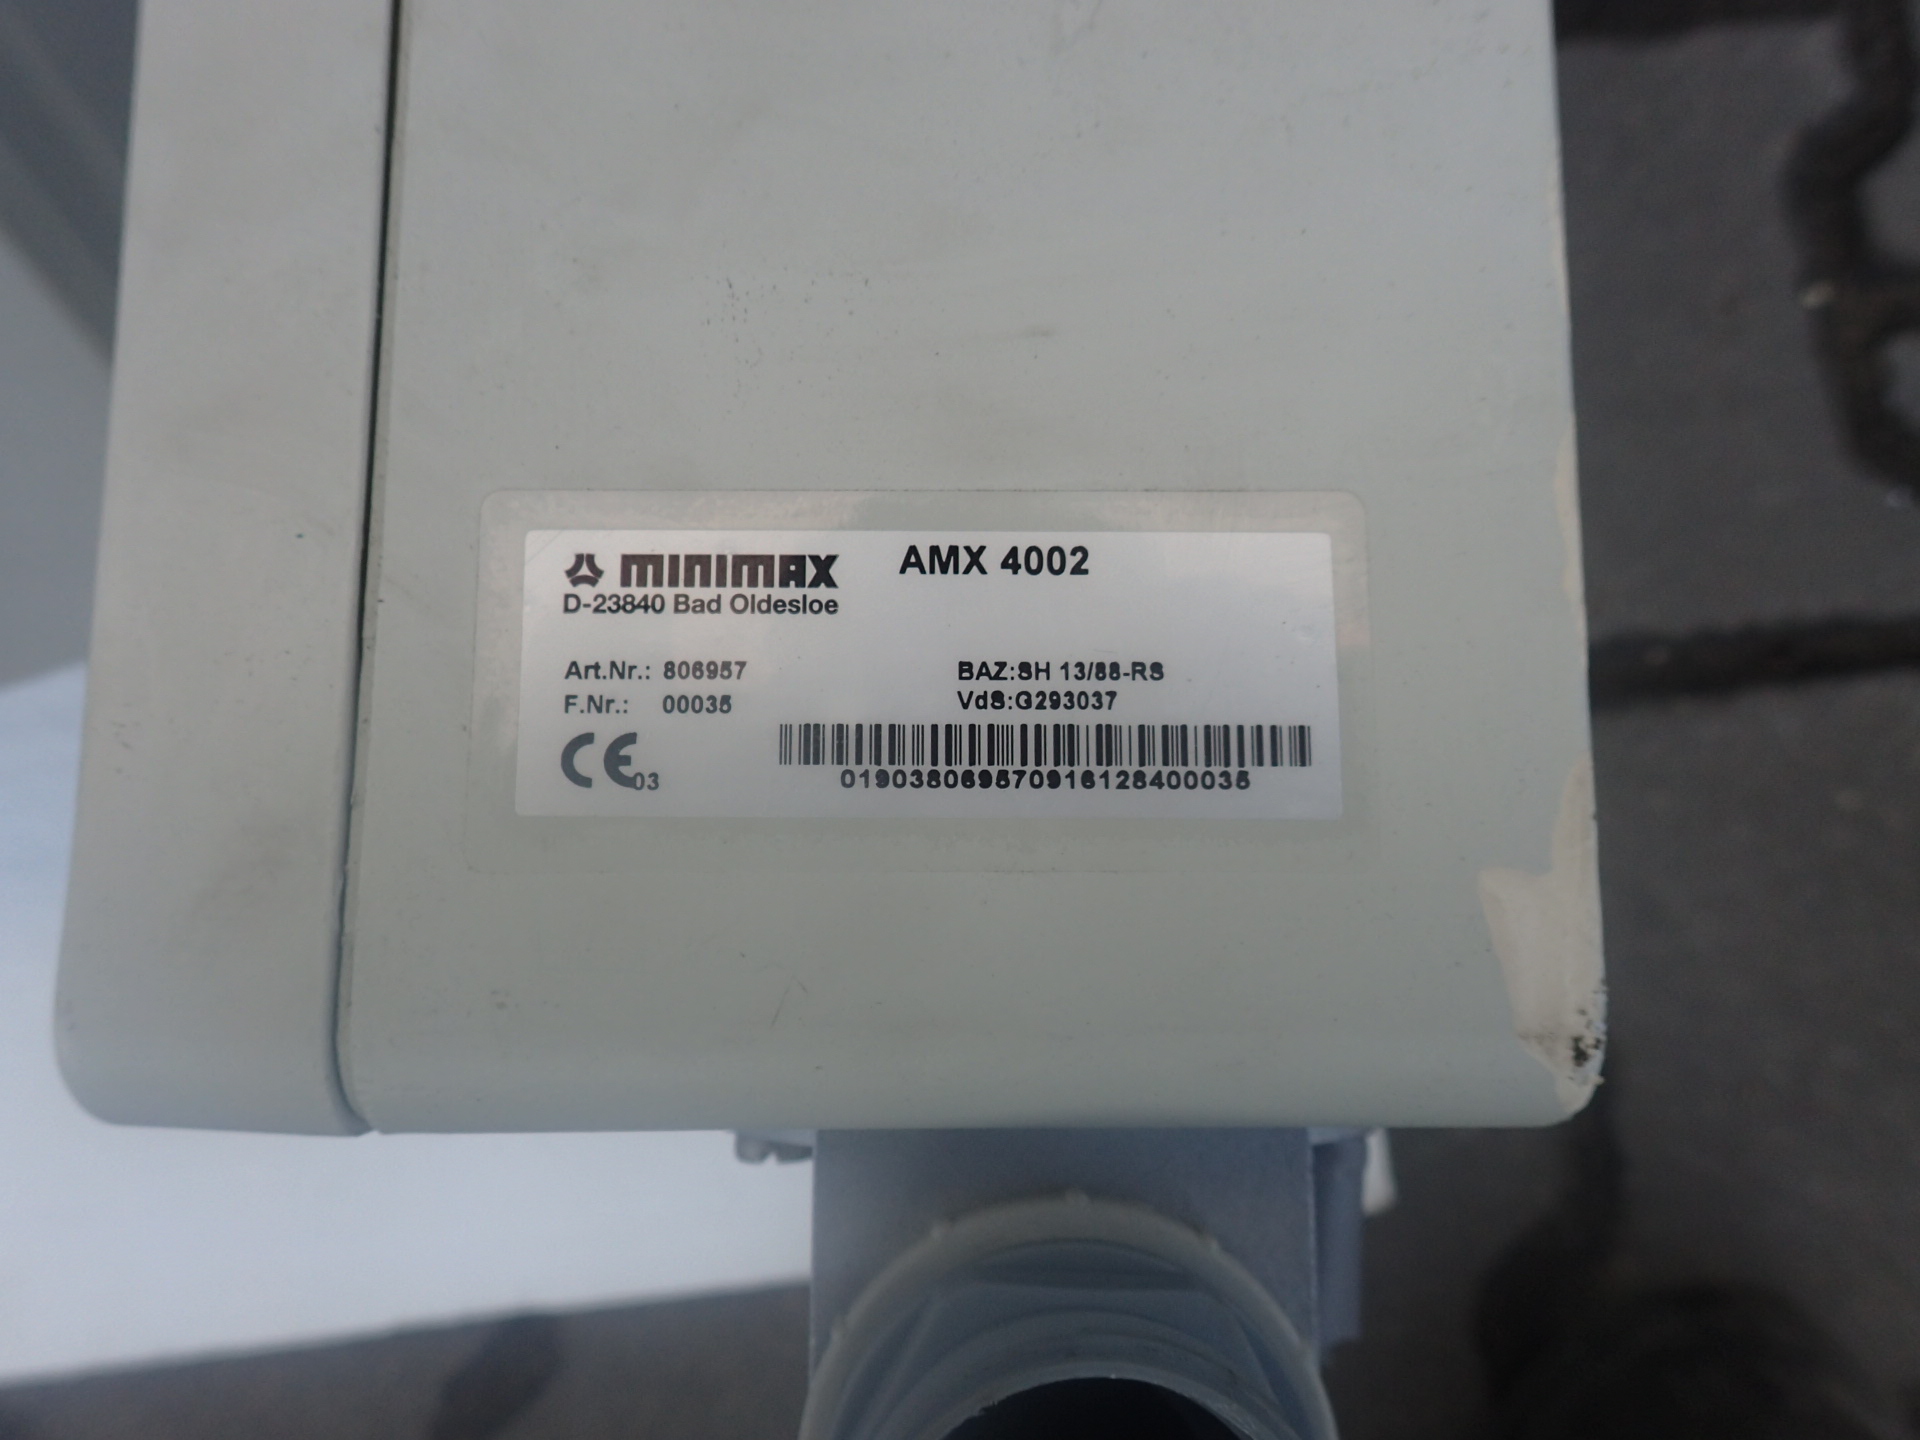 MINIMAX AMX 4002
D-23840 Bad Oldesloe
Art.Nr.: 806957 BAZ:SH 13/88-RS
F.Nr.: 00035 VdS:G293037
CE 03
019038069570916128400035